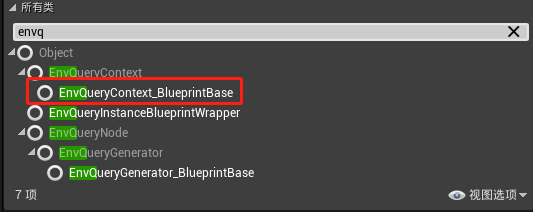 所有类
envq
Object
EnvQueryContext
EnvQueryContext_BlueprintBase
EnvQueryInstanceBlueprintWrapper
EnvQueryNode
EnvQueryGenerator
EnvQueryGenerator_BlueprintBase
7 项 视图选项